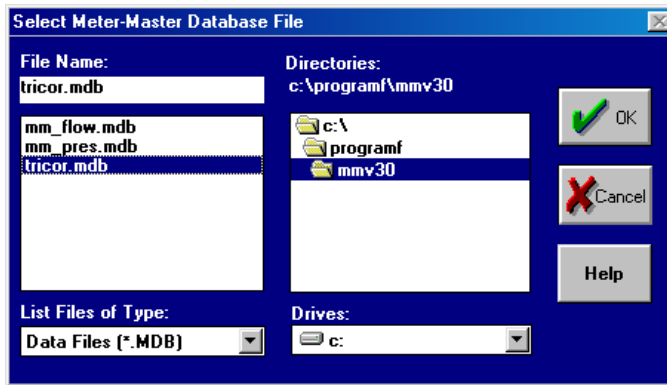 Select Meter-Master Database File
File Name:
tricor.mdb
mm_flow.mdb
mm_pres.mdb
tricor.mdb
List Files of Type:
Data Files (*.MDB)
Directories:
c:\programf\mmv30
c:\
programf
mmv30
Drives:
c:
OK
Cancel
Help